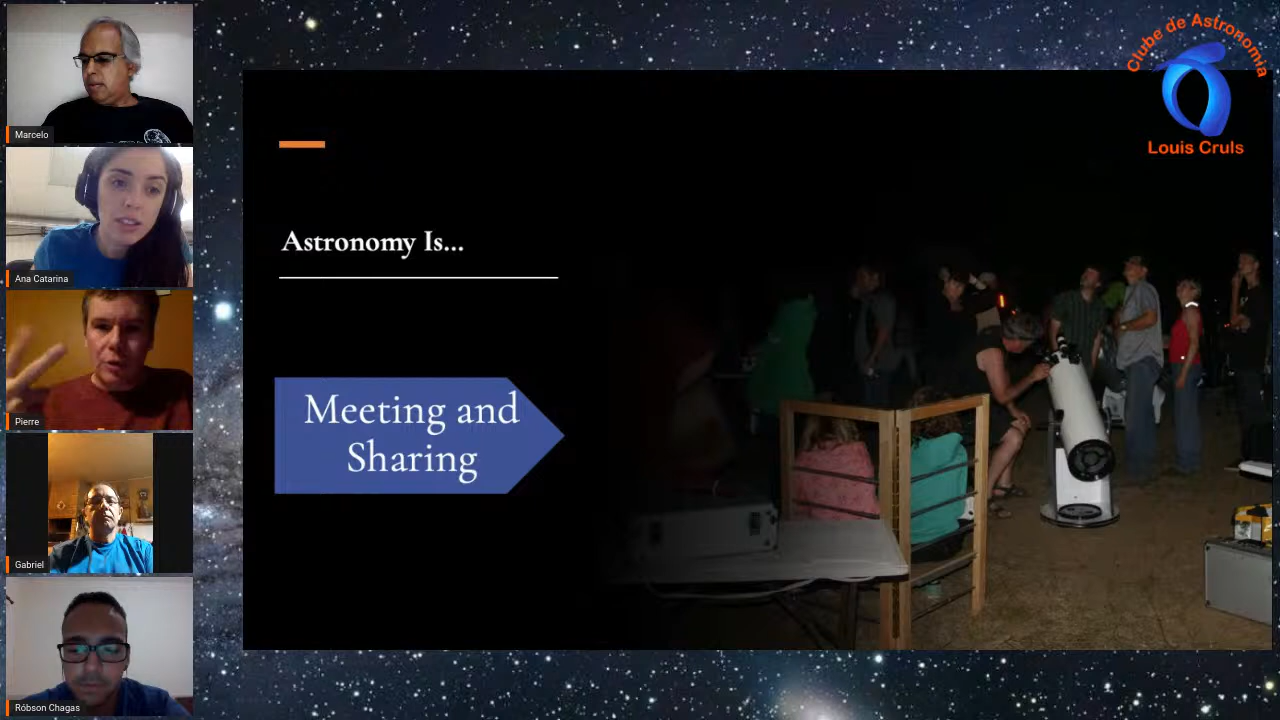 Marcelo
Ana Catarina
Pierre
Gabriel
Róbson Chagas
Astronomy Is...
Meeting and
Sharing
Clube de Astronomia
Louis Cruls